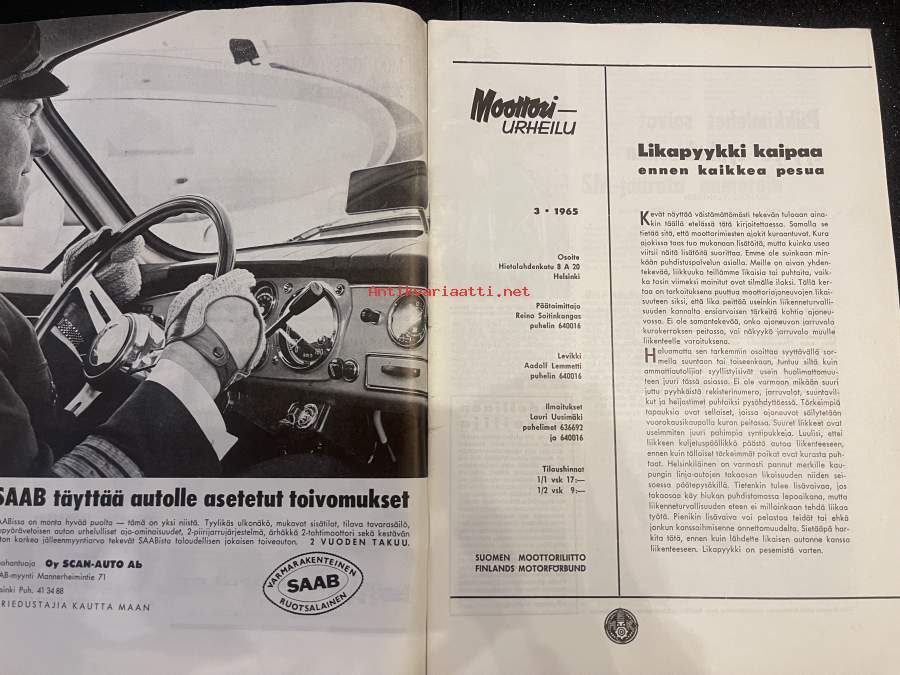 SAAB täyttää autolle asetetut toivomukset
SAABissa on monta hyvää puolta — tämä on yksi niistä. Tyylikäs ulkonäkö, mukavat sisätilat, tilava tavarasäilö,
auton urheilulliset ajo-ominaisuudet, 2-piirijarrujärjestelmä, ärhäkkä 2-tahtimoottori sekä kestävän
karkea jälleenmyyntiarvo tekevät SAABista taloudellisen jokaisen toiveauton. 2 VUODEN TAKUU.
Oy SCAN-AUTO Ab
SAAB-myynti Mannerheimintie 71
Helsinki Puh. 41 34 88
EDUSTAJIA KAUTTA MAAN
VARMARAKENTEINEN
SAAB
RUOTSALAINEN
Antikvariaatti.net
Moottori—
URHEILU
3 • 1965
Osoite
Hietalahdenkatu 8 A 20
Helsinki
Päätoimittaja
Reino Soitinkangas
puhelin 640016
Levikki
Aadolf Lemmetti
puhelin 640016
Ilmoitukset
Lauri Uusimäki
puhelimet 636692
ja 640016
Tilaushinnat
1/1 vsk 17:—
1/2 vsk 9:—
SUOMEN MOOTTORILIITTO
FINLANDS MOTORFÖRBUND
Likapyykki kaipaa
ennen kaikkea pesua
Kevät näyttää väistämättömästi tekevän tuloaan aina-
kin täällä etelässä tätä kirjoitettaessa. Samalla se
tietää sitä, että moottorimiesten ajokit kuraantuvat. Kura
ajokissa taas tuo mukanaan lisätöitä, mutta kuinka usea
viitsii näitä lisätöitä suorittaa. Emme ole suinkaan min-
kään puhdistuspalvelun asialla. Meille on aivan yhden-
tekevää, liikkuuko teillämme likaisia tai puhtaita, vaik-
ka tosin viimeksi mainitut ovat silmälle iloksi. Tällä ker-
taa on tarkoituksena puuttua moottoriajoneuvojen likai-
suuteen siksi, että lika peittää useinkin liikenneturvalli-
suuden kannalta ensiarvoisen tärkeitä kohtia ajoneu-
vossa. Ei ole samantekevää, onko ajoneuvon jarruvalo
kurakerroksen peitossa, vai näkyykö jarruvalo muulle
liikenteelle varoituksena.
Haluamatta sen tarkemmin osoittaa syyttävällä sor-
mella suuntaan tai toiseenkaan, tuntuu siltä kuin
ammattiautoilijat syyllistyisivät usein huolimattomuu-
teen juuri tässä asiassa. Ei ole varmaan mikään suuri
juttu pyyhkäistä rekisterinumero, jarruvalot, suuntavil-
kut ja heijastimet puhtaiksi pysähdyttäessä. Törkeimpiä
tapauksia ovat sellaiset, joissa ajoneuvot säilytetään
vuorokausikaupalla kuran peitossa. Suuret liikkeet ovat
useimmiten juuri pahimpia syntipukkeja. Luulisi, ettei
liikkeen kuljetuspäällikkö päästä autoa liikenteeseen,
ennen kuin tällaiset tärkeimmät paikat ovat kurasta puh-
taat. Helsinkiläinen on varmasti pannut merkille kau-
pungin linja-autojen takaosan likaisuuden niiden sei-
soessa päätepysäkillä. Tietenkin tulee lisävaivaa, jos
takaosaa käy hiukan puhdistamassa lepoaikana, mutta
liikenneturvallisuuden eteen ei milloinkaan tehdä liikaa
työtä. Pienikin lisävaiva voi pelastaa teidät tai ehkä
jonkun kanssaihmisenne onnettomuudelta. Sietääpä har-
kita tätä, ennen kuin lähdette likaisen autonne kanssa
liikenteeseen. Likapyykki on pesemistä varten.